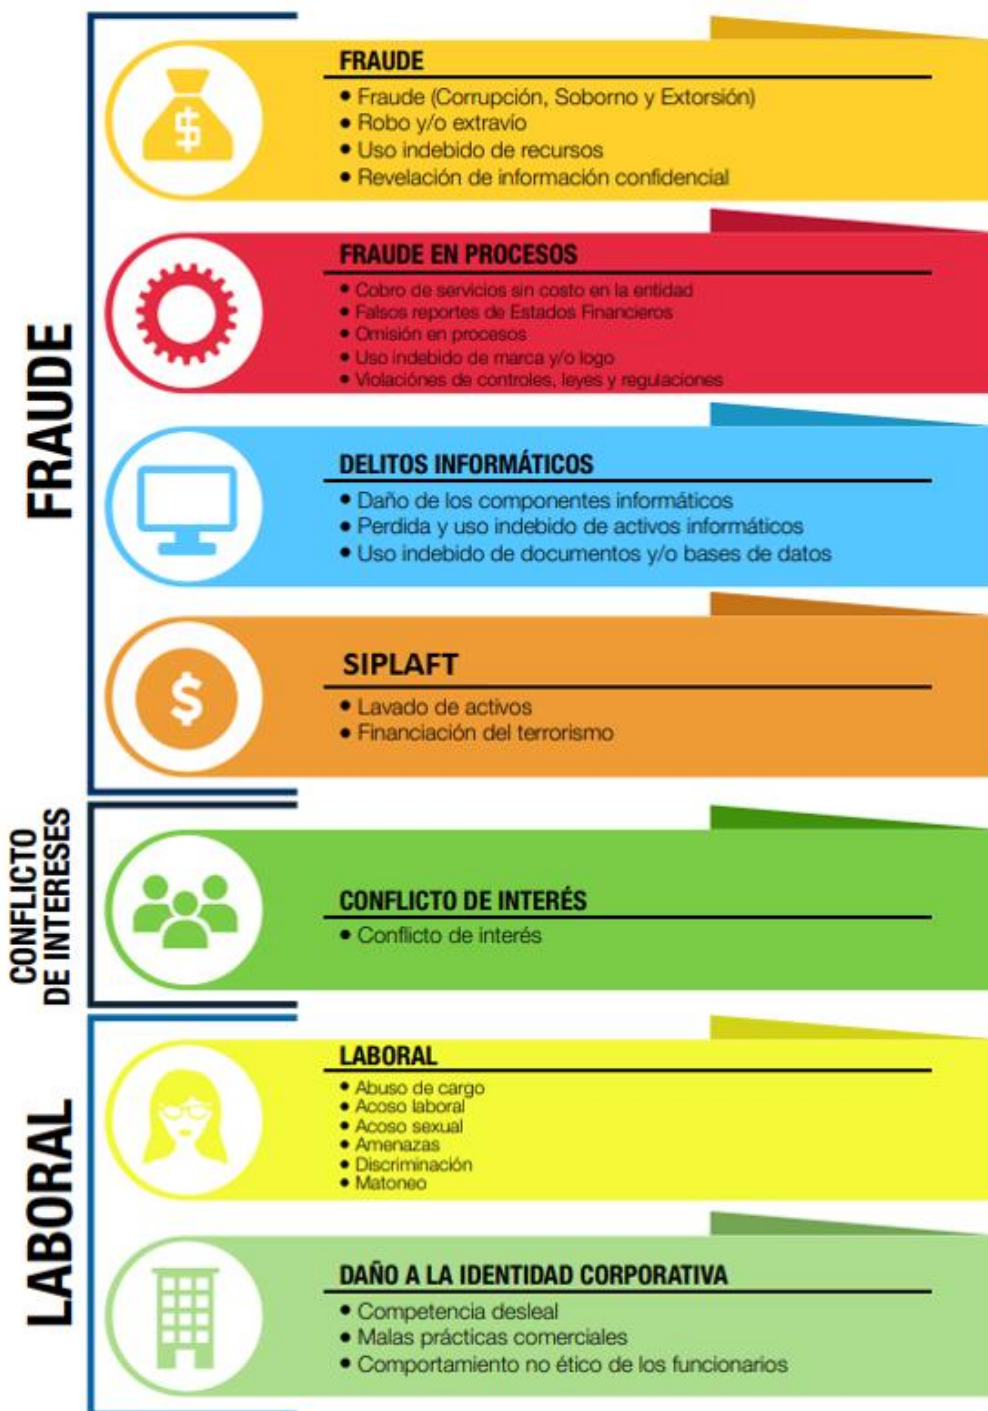 FRAUDE
FRAUDE
• Fraude (Corrupción, Soborno y Extorsión)
• Robo y/o extravío
• Uso indebido de recursos
• Revelación de información confidencial
FRAUDE EN PROCESOS
• Cobro de servicios sin costo en la entidad
• Falsos reportes de Estados Financieros
• Omisión en procesos
• Uso indebido de marca y/o logo
• Violaciónes de controles, leyes y regulaciones
DELITOS INFORMÁTICOS
• Daño de los componentes informáticos
• Perdida y uso indebido de activos informáticos
• Uso indebido de documentos y/o bases de datos
SIPLAFT
• Lavado de activos
• Financiación del terrorismo
CONFLICTO
DE INTERESES
CONFLICTO DE INTERÉS
• Conflicto de interés
LABORAL
LABORAL
• Abuso de cargo
• Acoso laboral
• Acoso sexual
• Amenazas
• Discriminación
• Matoneo
DAÑO A LA IDENTIDAD CORPORATIVA
• Competencia desleal
• Malas prácticas comerciales
• Comportamiento no ético de los funcionarios